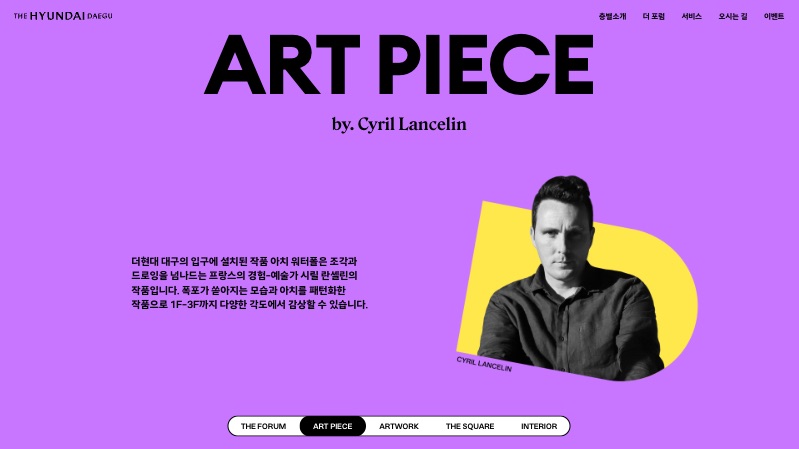 THE HYUNDAI DAEGU
층별소개 더 포럼 서비스 오시는 길 이벤트
ART PIECE
by. Cyril Lancelin
더현대 대구의 입구에 설치된 작품 아치 워터폴은 조각과
드로잉을 넘나드는 프랑스의 경험-예술가 시릴 란셀린의
작품입니다. 폭포가 쏟아지는 모습과 아치를 패턴화한
작품으로 1F-3F까지 다양한 각도에서 감상할 수 있습니다.
CYRIL LANCELIN
THE FORUM ART PIECE ARTWORK THE SQUARE INTERIOR